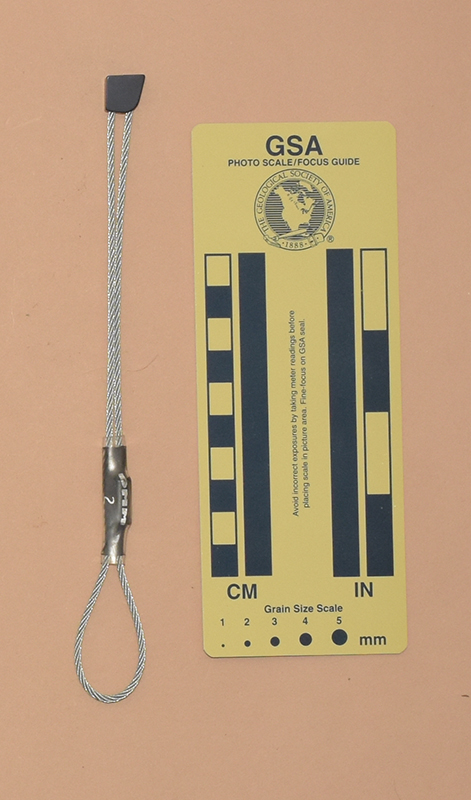 2
GSA
PHOTO SCALE/FOCUS GUIDE
THE GEOLOGICAL SOCIETY OF AMERICA
1888
®
Avoid incorrect exposures by taking meter readings before
placing scale in picture area. Fine-focus on GSA seal.
CM
IN
Grain Size Scale
1 2 3 4 5
mm